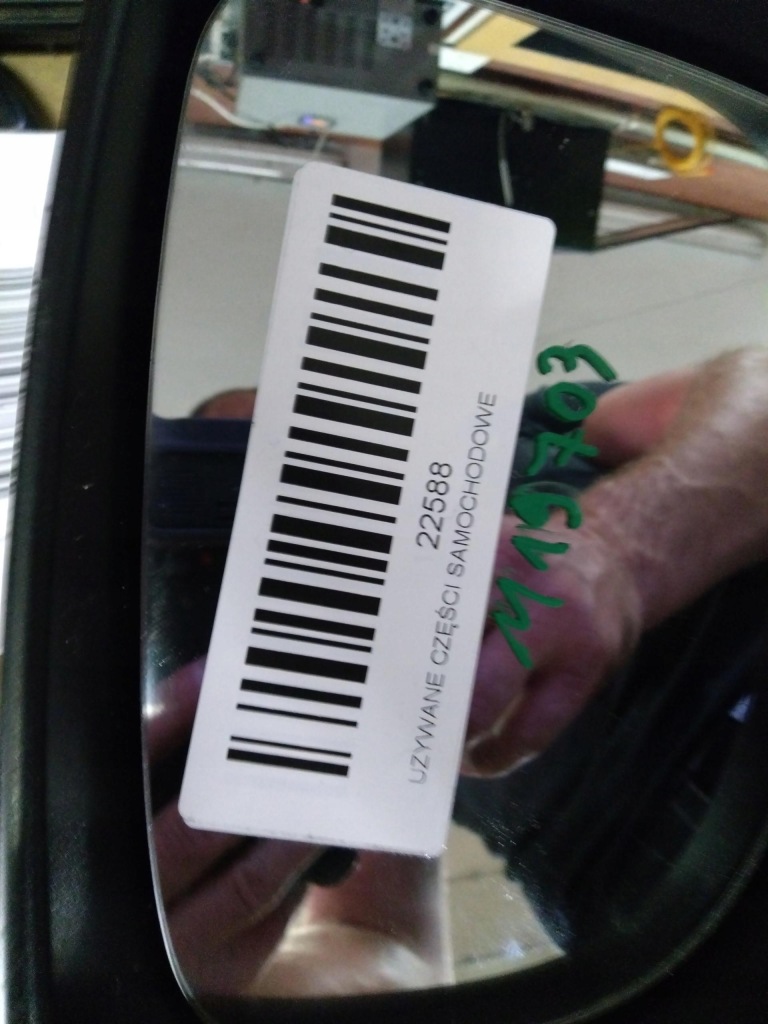 22588
UZYWANE CZĘŚCI SAMOCHODOWE
M19703